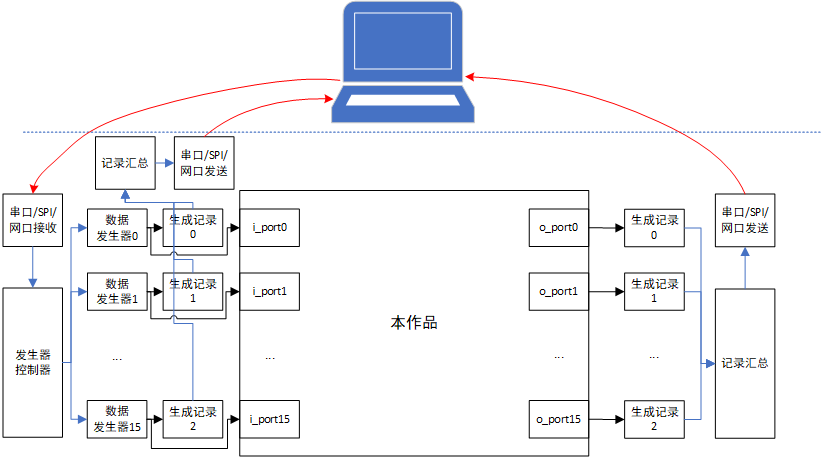 记录汇总
串口/SPI/
网口发送
串口/SPI/
网口接收
数据
发生器0
生成记录
0
i_port0
o_port0
生成记录
0
串口/SPI/
网口发送
数据
发生器1
生成记录
1
i_port1
o_port1
生成记录
1
本作品
发生器
控制器
...
...
...
...
记录汇总
数据
发生器15
生成记录
2
i_port15
o_port15
生成记录
2